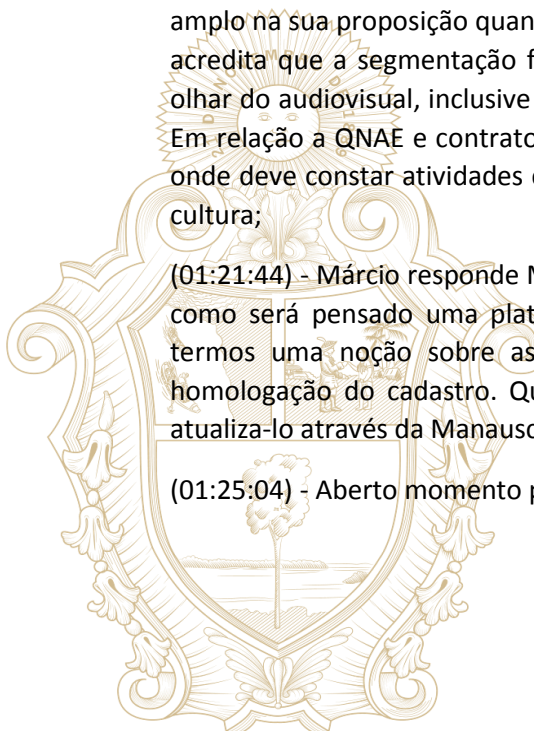 amplo na sua proposição quan
acredita que a segmentação f
olhar do audiovisual, inclusive
Em relação a QNAE e contrato
onde deve constar atividades
cultura;
(01:21:44) - Márcio responde M
como será pensado uma plat
termos uma noção sobre as
homologação do cadastro. Qu
atualiza-lo através da Manausc
(01:25:04) - Aberto momento p